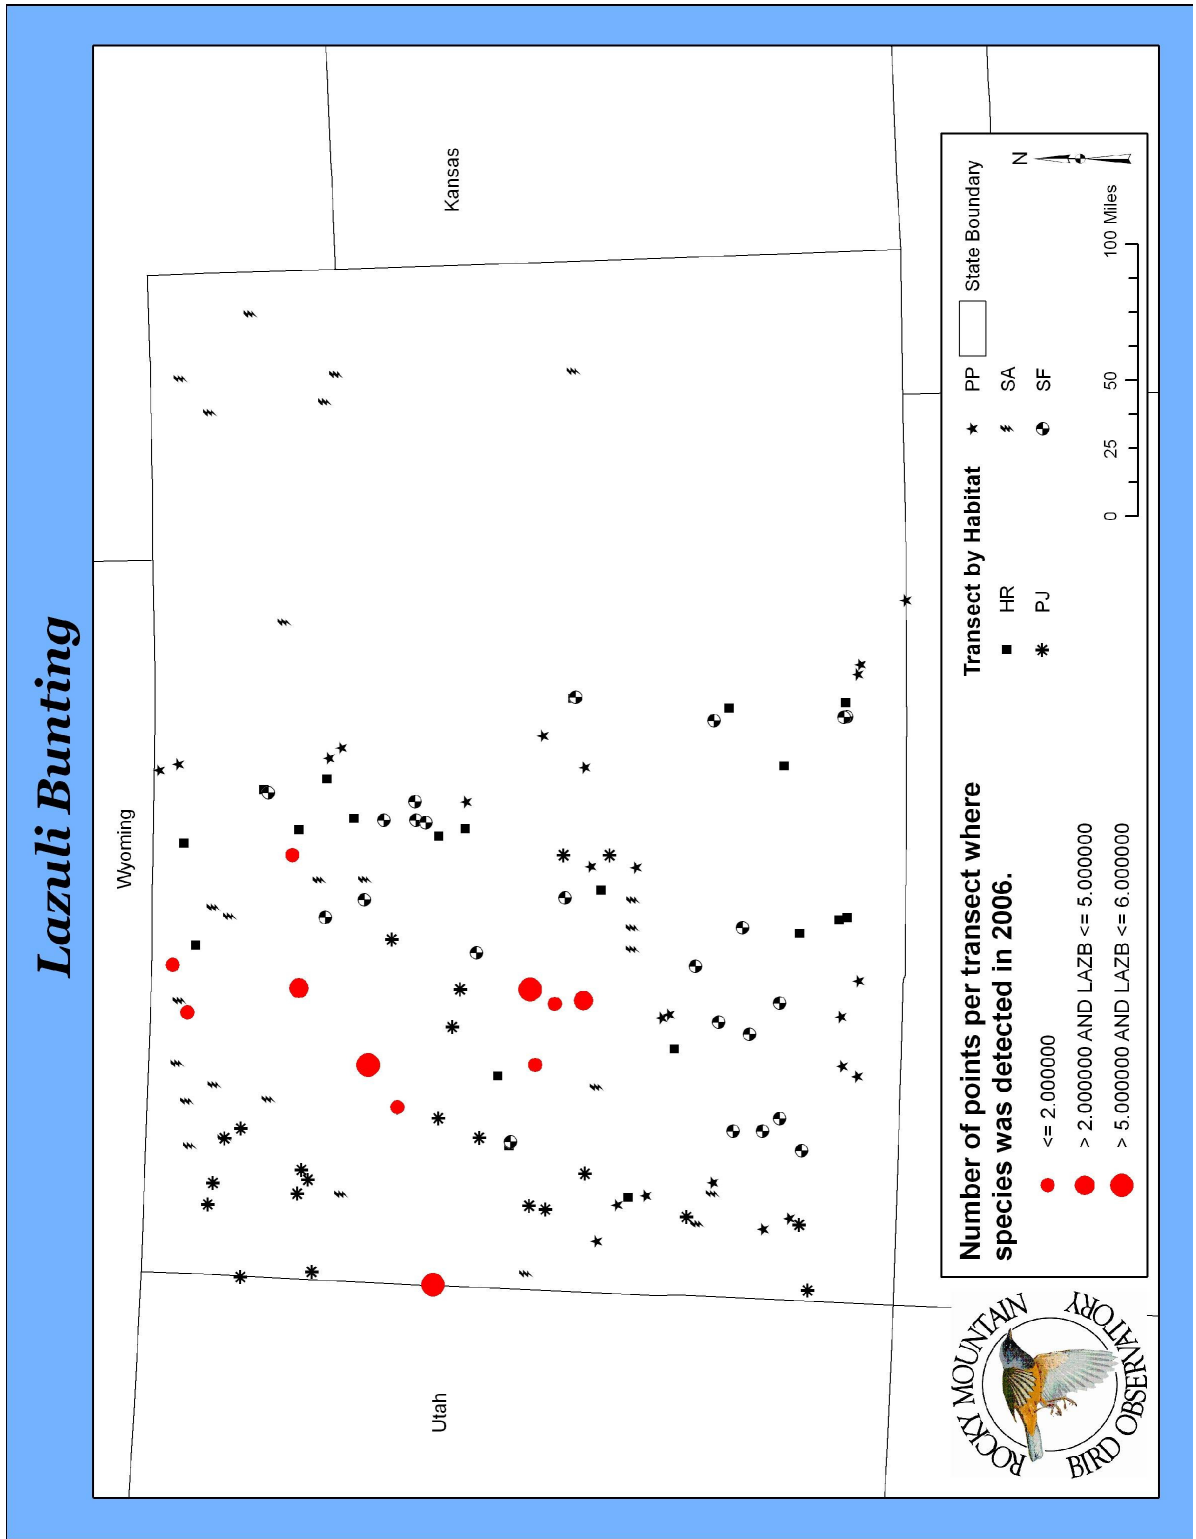 Lazuli Bunting
Wyoming
Kansas
Utah
Number of points per transect where
species was detected in 2006.
<= 2.000000
> 2.000000 AND LAZB <= 5.000000
> 5.000000 AND LAZB <= 6.000000
Transect by Habitat
HR
PJ
PP
SA
SF
State Boundary
N
0 25 50 100 Miles
ROCKY MOUNTAIN
BIRD OBSERVATORY